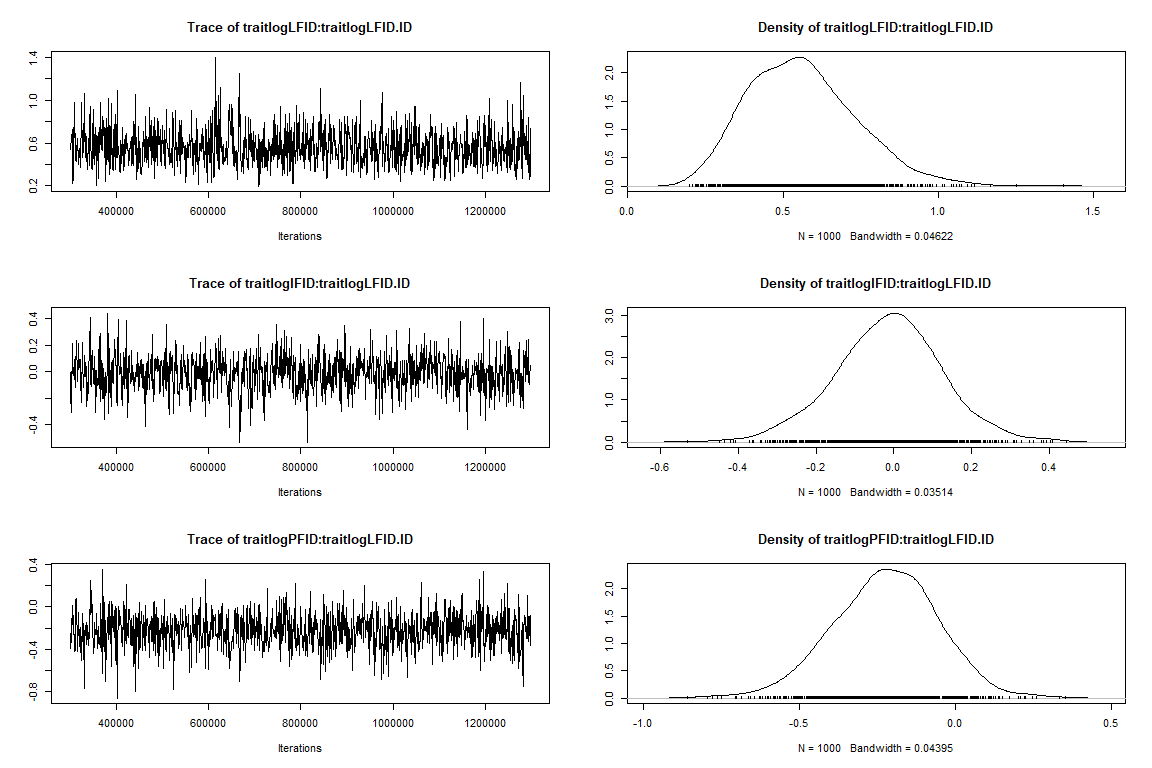 Trace of traitlogLFID:traitlogLFID.ID
1.4
1.0
0.6
0.2
400000 600000 800000 1000000 1200000
Iterations
Density of traitlogLFID:traitlogLFID.ID
2.0
1.5
1.0
0.5
0.0
0.0 0.5 1.0 1.5
N = 1000 Bandwidth = 0.04622
Trace of traitlogIFID:traitlogLFID.ID
0.4
0.2
0.0
-0.4
400000 600000 800000 1000000 1200000
Iterations
Density of traitlogIFID:traitlogLFID.ID
3.0
2.0
1.0
0.0
-0.6 -0.4 -0.2 0.0 0.2 0.4
N = 1000 Bandwidth = 0.03514
Trace of traitlogPFID:traitlogLFID.ID
0.4
0.0
-0.4
-0.8
400000 600000 800000 1000000 1200000
Iterations
Density of traitlogPFID:traitlogLFID.ID
2.0
1.5
1.0
0.5
0.0
-1.0 -0.5 0.0 0.5
N = 1000 Bandwidth = 0.04395